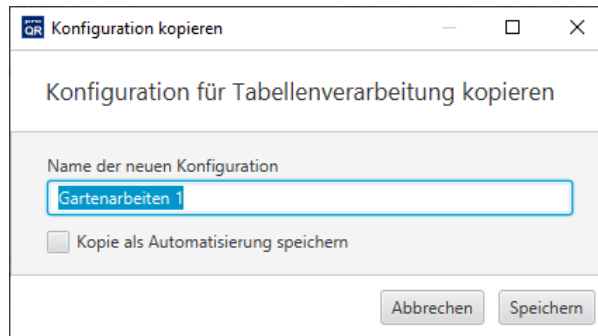 QR Konfiguration kopieren
Konfiguration für Tabellenverarbeitung kopieren
Name der neuen Konfiguration
Gartenarbeiten 1
Kopie als Automatisierung speichern
Abbrechen Speichern